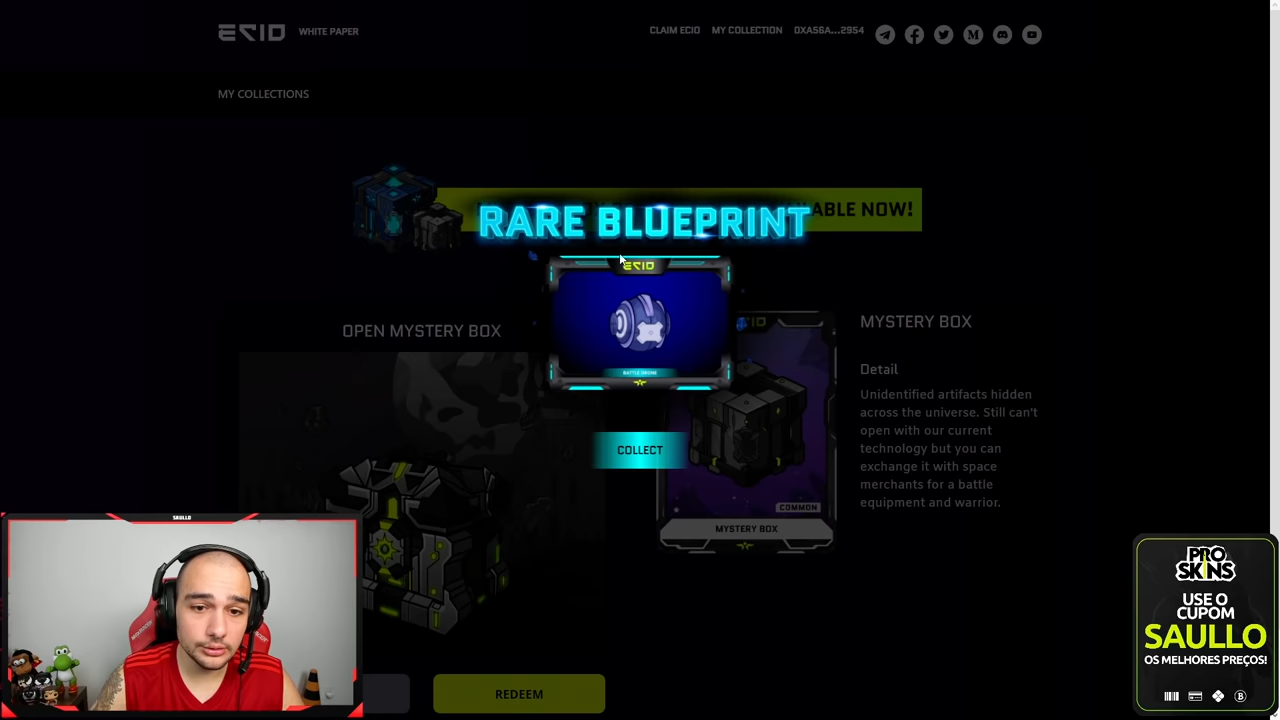 ECIO
WHITE PAPER
CLAIM ECIO
MY COLLECTION
0XA56A...2954
MY COLLECTIONS
ABLE NOW!
RARE BLUEPRINT
ECIO
BATTLE DRONE
COLLECT
OPEN MYSTERY BOX
COMMON
MYSTERY BOX
MYSTERY BOX
Detail
Unidentified artifacts hidden
across the universe. Still can't
open with our current
technology but you can
exchange it with space
merchants for a battle
equipment and warrior.
REDEEM
SAULLO
PRO
SKINS
USE O
CUPOM
SAULLO
OS MELHORES PREÇOS!